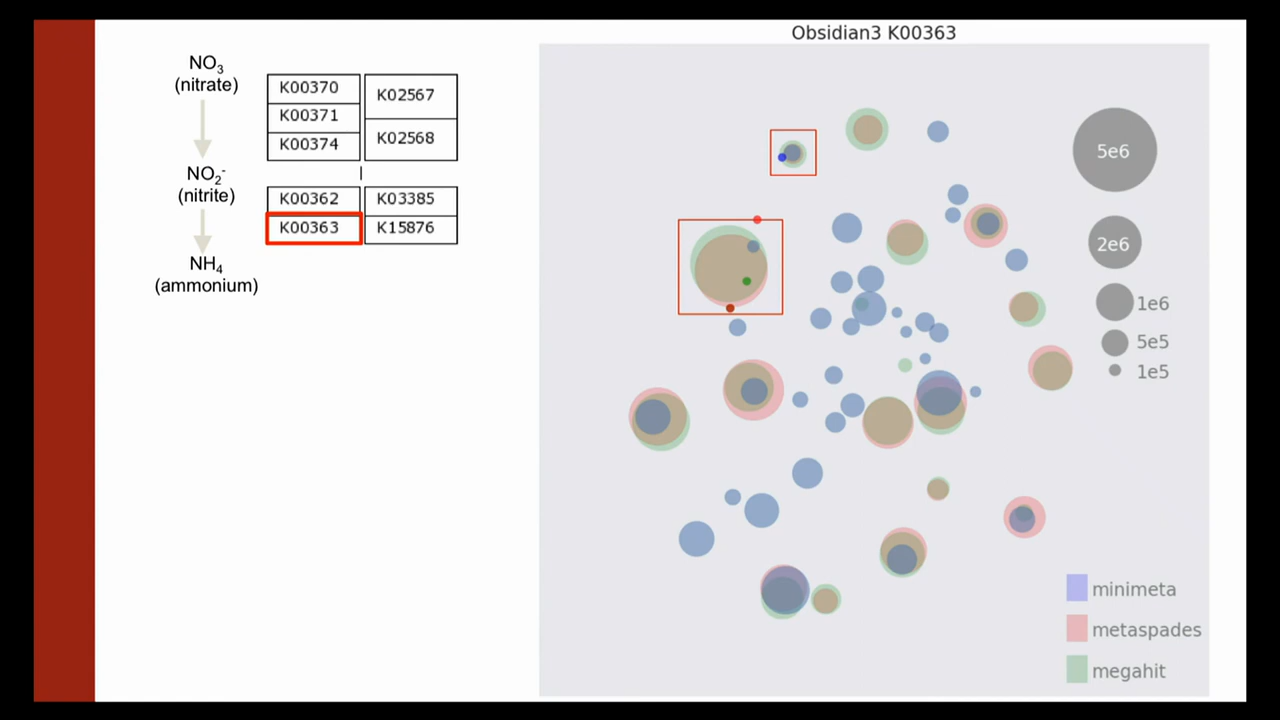 Obsidian3 K00363
NO3
(nitrate)
K00370
K00371
K00374
K02567
K02568
NO2-
(nitrite)
K00362
K00363
K03385
K15876
NH4
(ammonium)
5e6
2e6
1e6
5e5
1e5
minimeta
metaspades
megahit